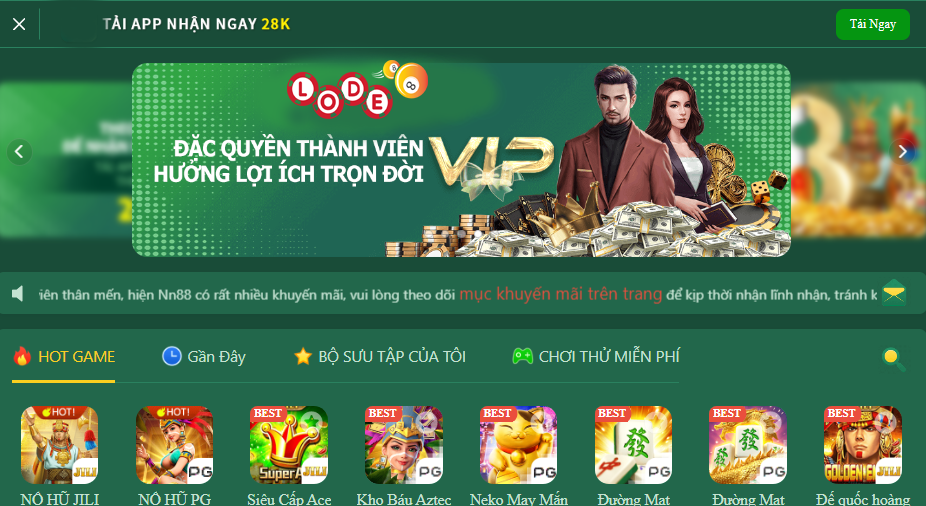 TẢI APP NHẬN NGAY 28K
Tải Ngay
LODE
ĐẶC QUYỀN THÀNH VIÊN
HƯỞNG LỢI ÍCH TRỌN ĐỜI
VIP
iên thân mến, hiện Nn88 có rất nhiều khuyến mãi, vui lòng theo dõi mục khuyến mãi trên trang để kịp thời nhận lĩnh nhận, tránh k
HOT GAME
Gần Đây
BỘ SƯU TẬP CỦA TÔI
CHƠI THỬ MIỄN PHÍ
HOT!
JILI
HOT!
PG
BEST
SuperA
JILI
BEST
PG
BEST
PG
BEST
PG
BEST
PG
BEST
GOLDEN E
JILI
NỔ HŨ JILI
NỔ HŨ PG
Siêu Cấp Ace
Kho Báu Aztec
Neko May Mắn
Đường Mạt
Đường Mạt
Đế quốc hoàng